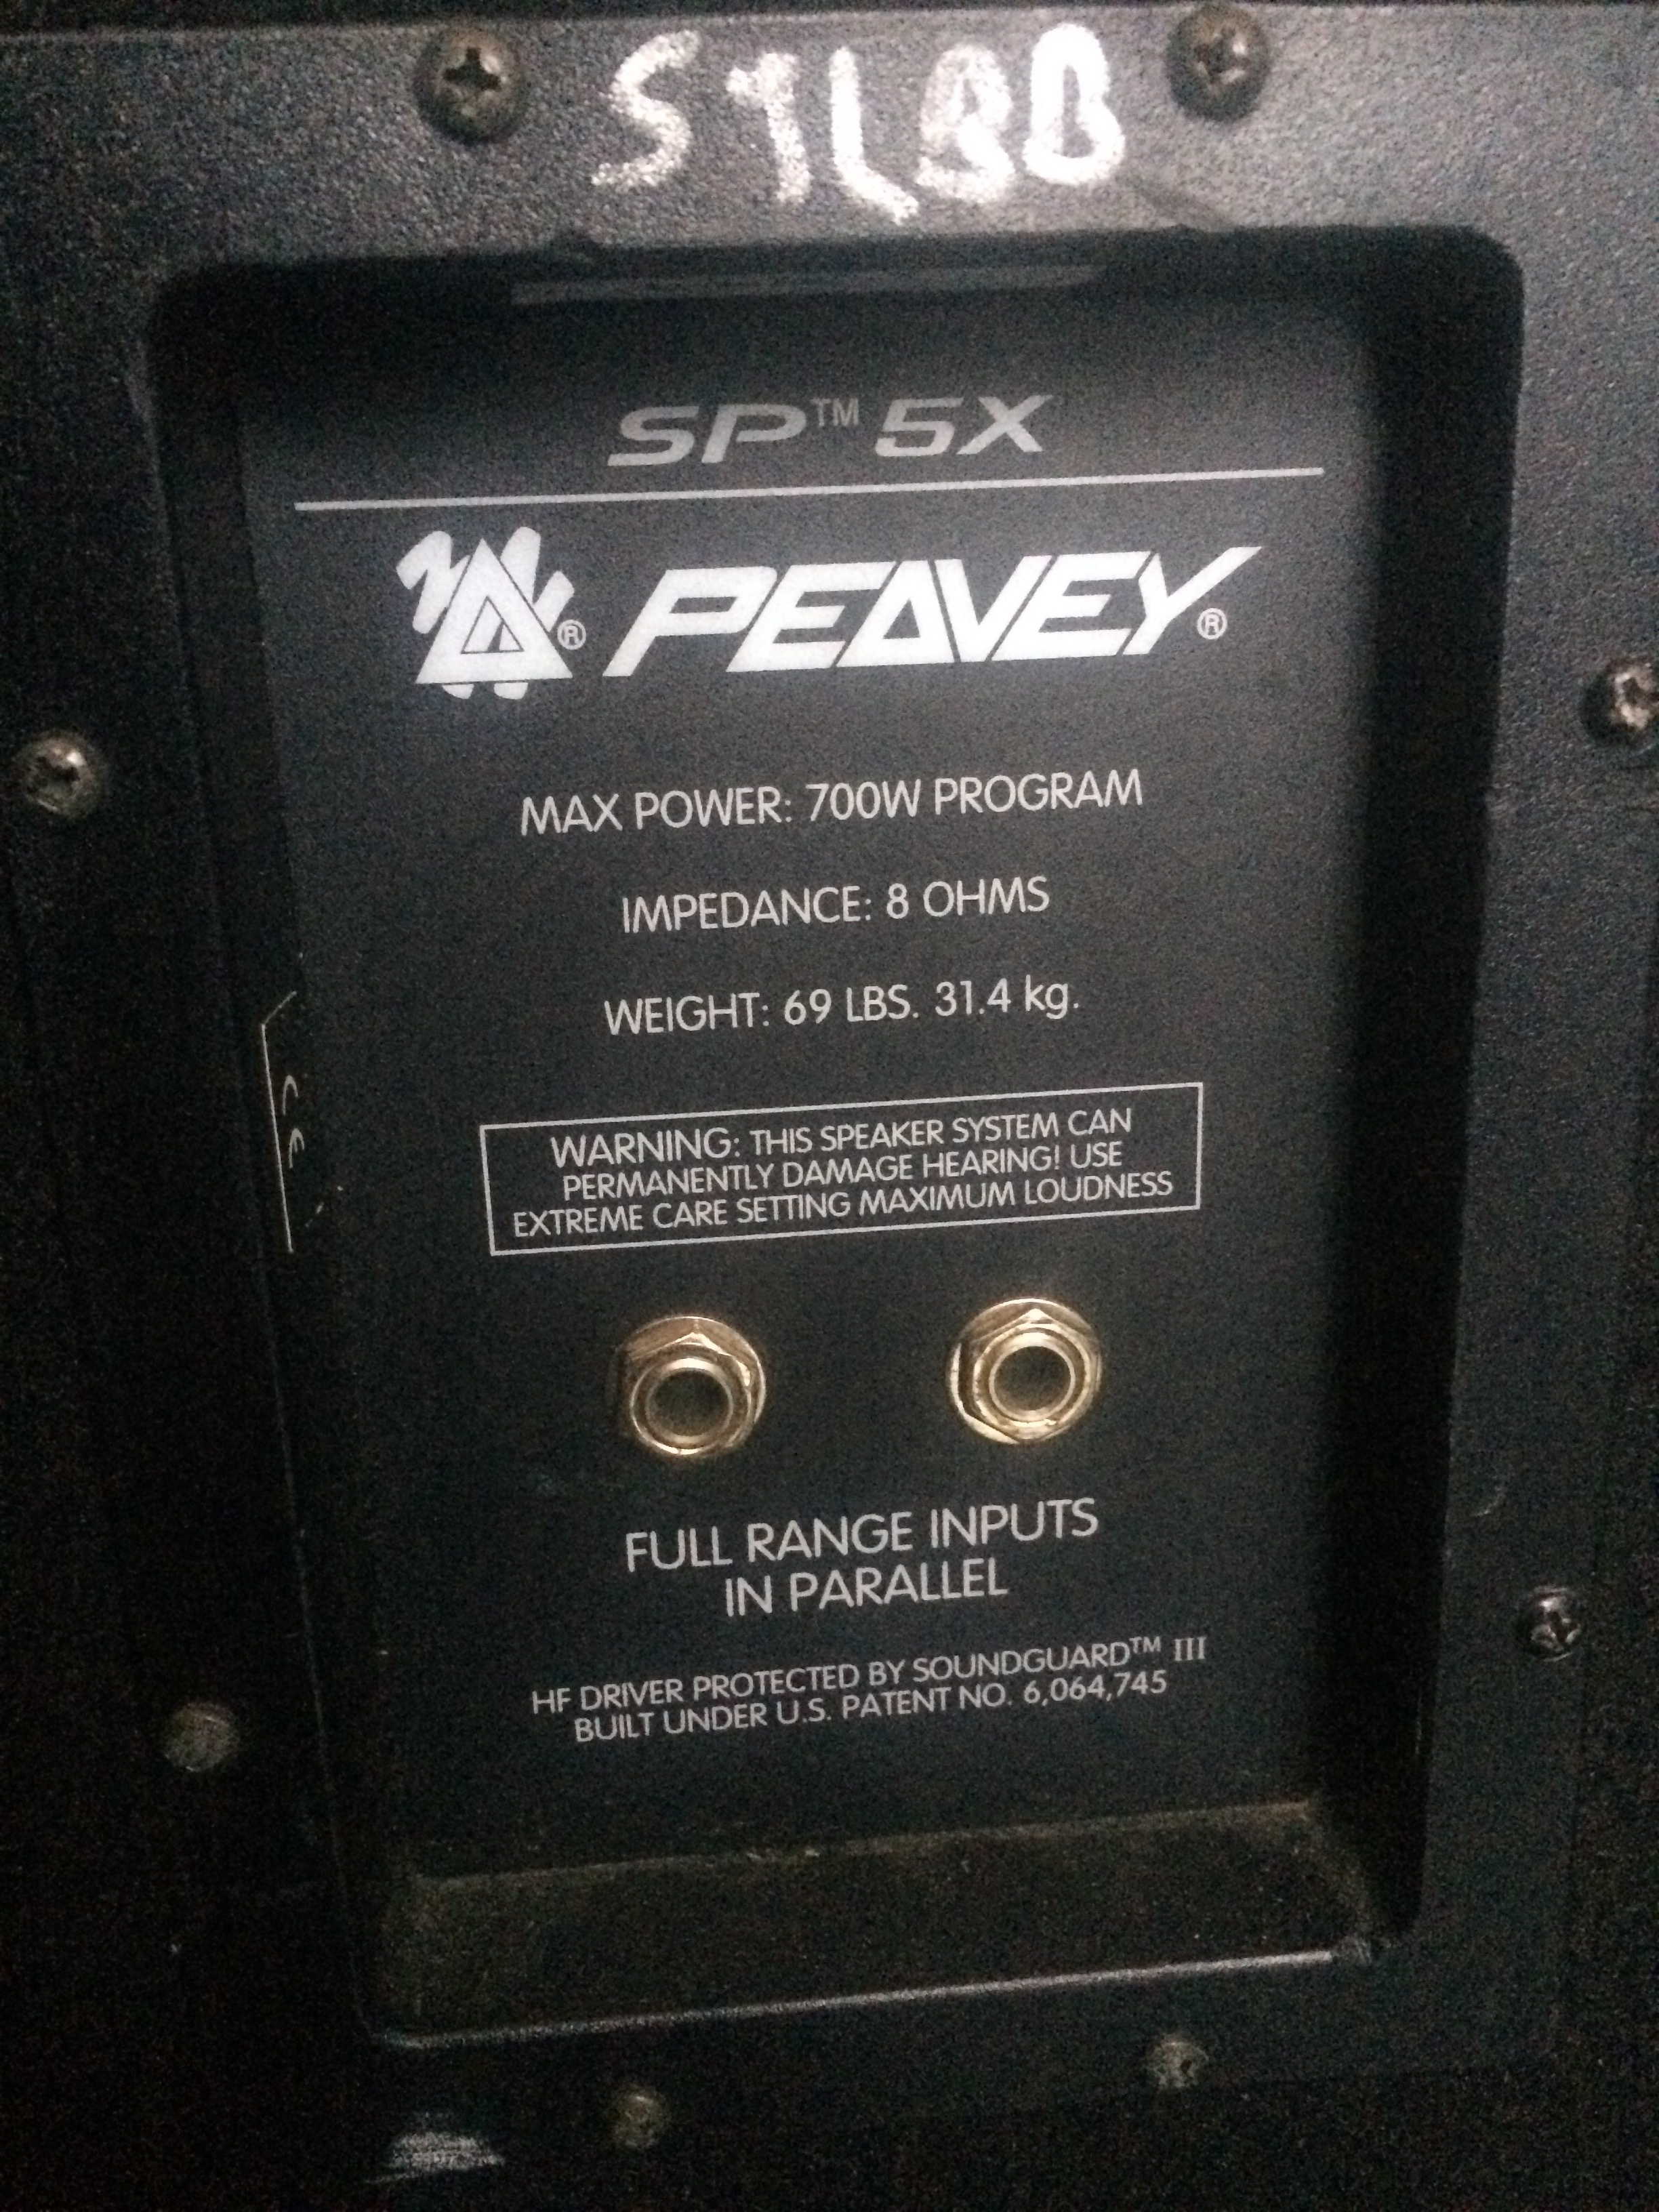 STLBB
SP™ 5X
® PEAVEY®
MAX POWER: 700W PROGRAM
IMPEDANCE: 8 OHMS
WEIGHT: 69 LBS. 31.4 kg.
CE
WARNING: THIS SPEAKER SYSTEM CAN
PERMANENTLY DAMAGE HEARING! USE
EXTREME CARE SETTING MAXIMUM LOUDNESS
FULL RANGE INPUTS
IN PARALLEL
HF DRIVER PROTECTED BY SOUNDGUARD™ III
BUILT UNDER U.S. PATENT NO. 6,064,745